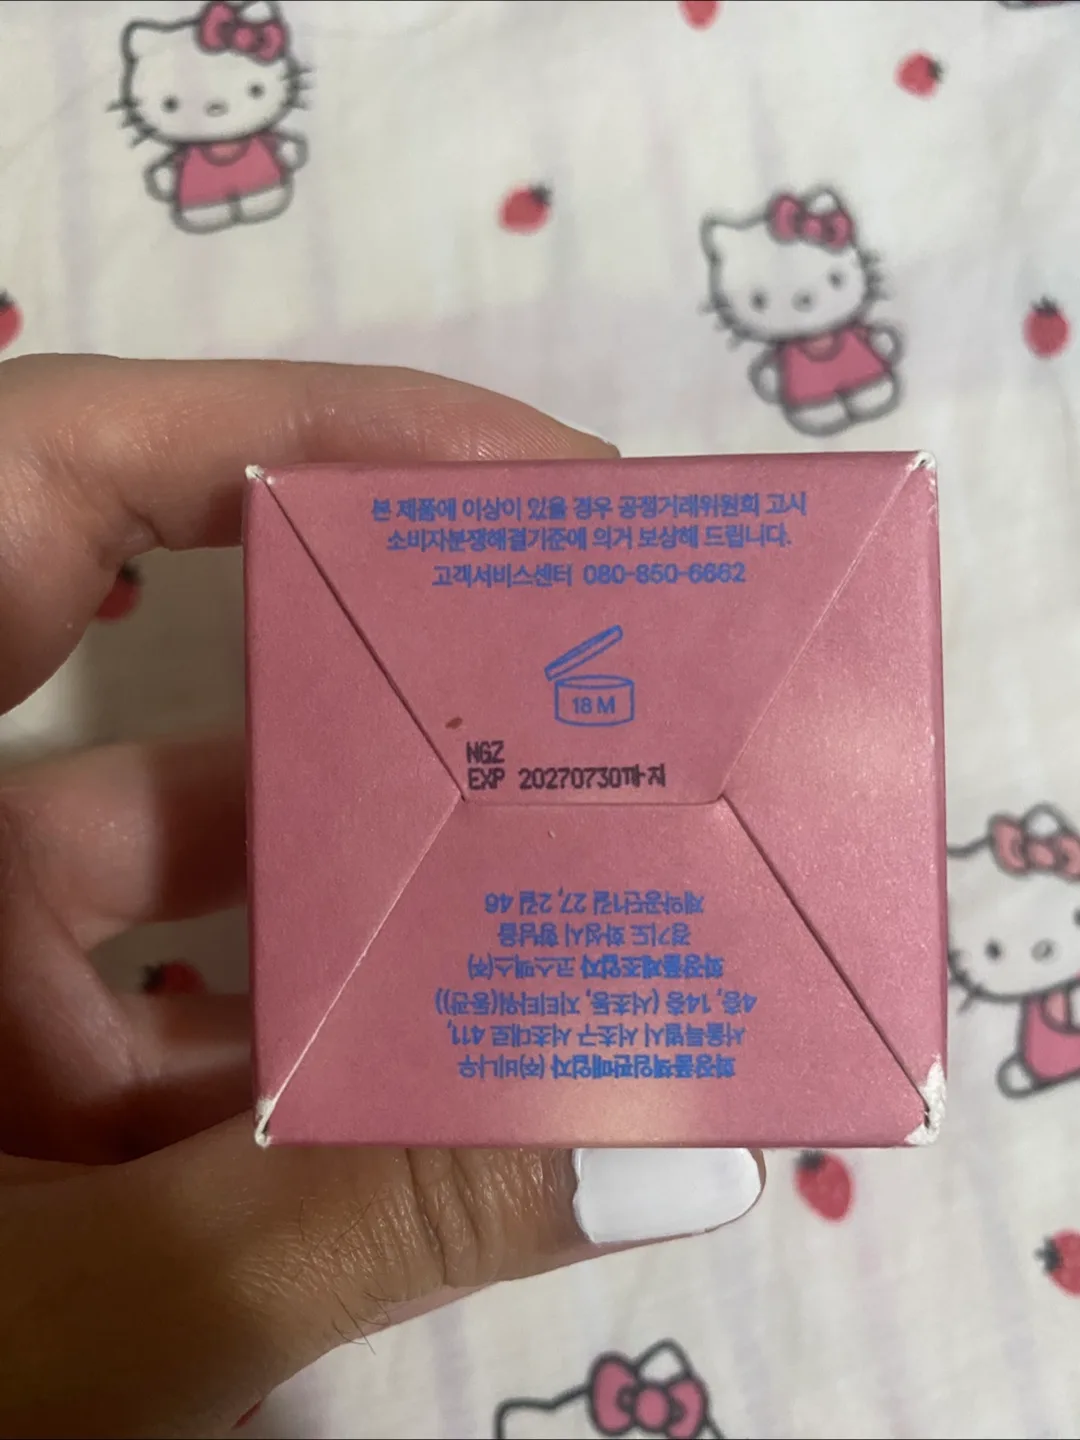 본 제품에 이상이 있을 경우 공정거래위원회 고시
소비자분쟁해결기준에 의거 보상해 드립니다.
고객서비스센터 080-850-6662
18 M
NGZ
EXP 20270730까지
화장품책임판매업자 (주)비나우
서울특별시 서초구 서초대로 411,
4층, 14층 (서초동, 지티타워(동관))
화장품제조업자 코스맥스(주)
경기도 화성시 향남읍
제약공단1길 27, 2길 46